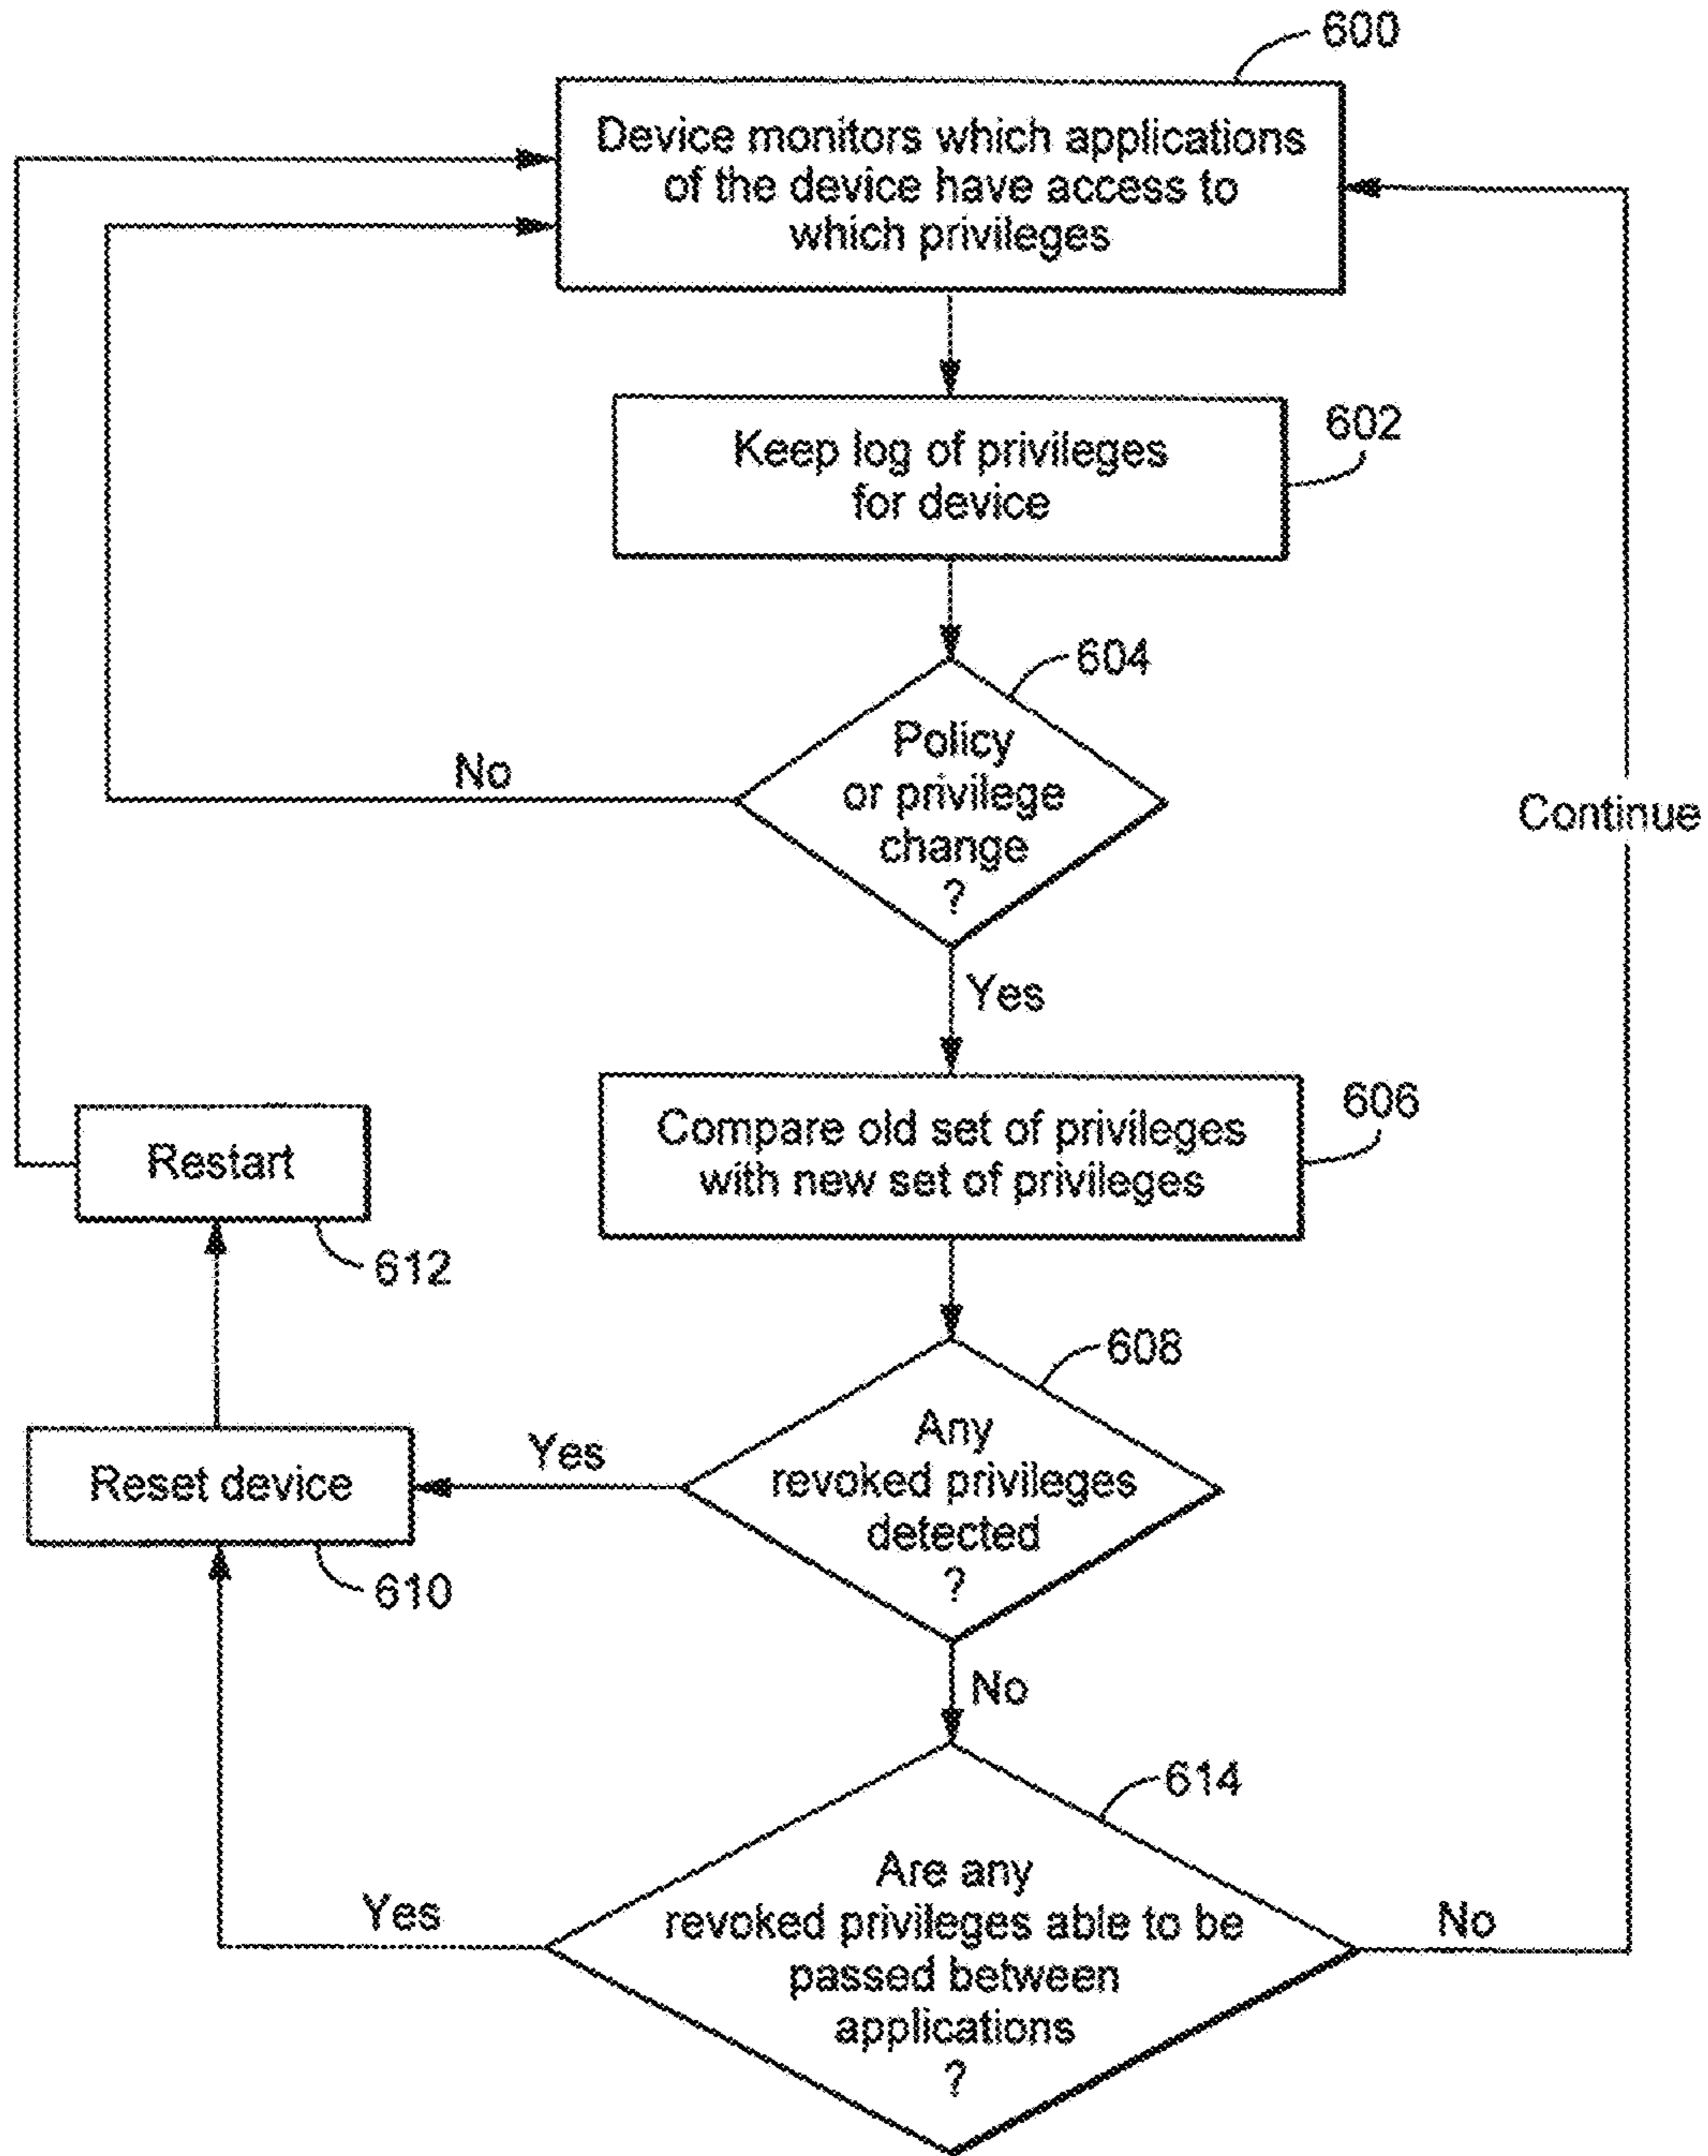 600
Device monitors which applications
of the device have access to
which privileges
602
Keep log of privileges
for device
604
Policy
or privilege
change
?
No
Continue
Yes
606
Compare old set of privileges
with new set of privileges
Restart
612
608
Any
revoked privileges
detected
?
Yes
Reset device
610
No
614
Are any
revoked privileges able to be
passed between
applications
?
Yes
No